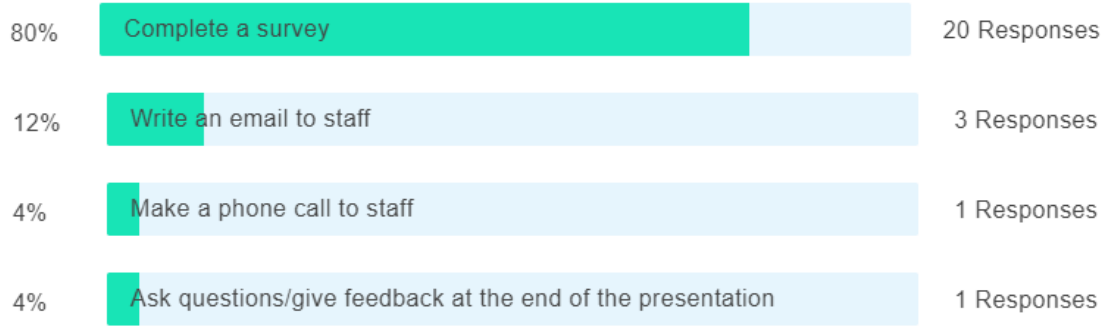 80% Complete a survey 20 Responses
12% Write an email to staff 3 Responses
4% Make a phone call to staff 1 Responses
4% Ask questions/give feedback at the end of the presentation 1 Responses